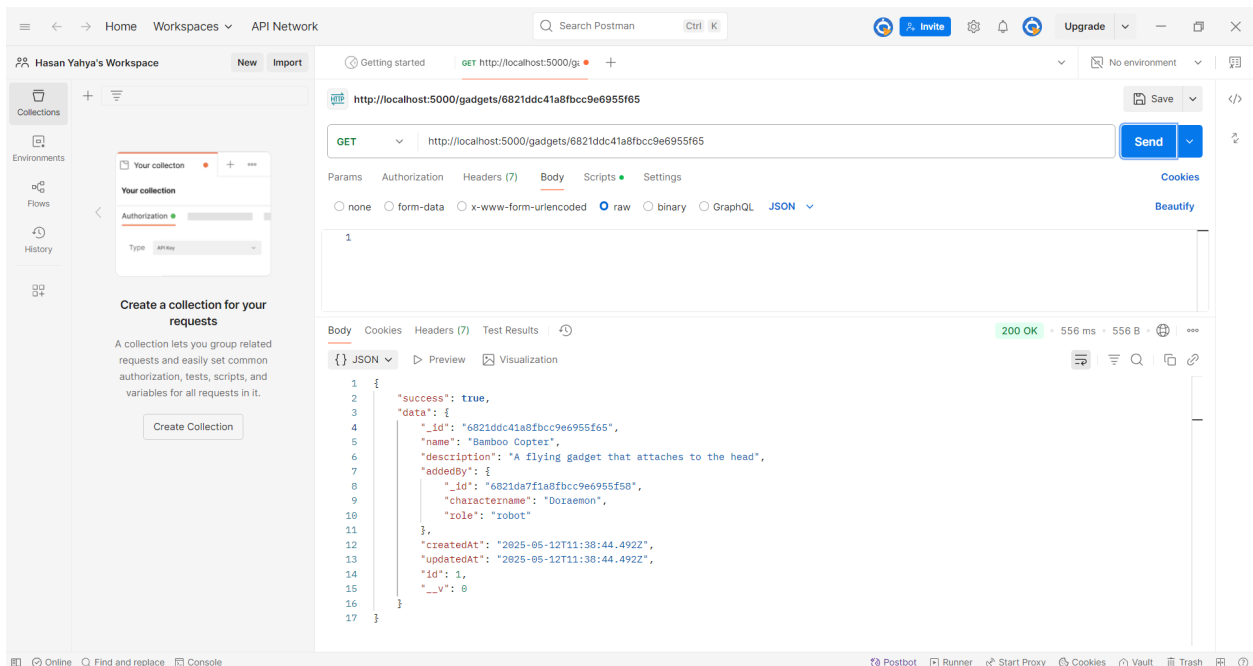 Home Workspaces API Network Search Postman Ctrl K Invite Upgrade
Hasan Yahya's Workspace New Import Getting started GET http://localhost:5000/ga No environment
Collections
Environments
Flows
History
Your collecton
Your collection
Authorization
Type API Key
Create a collection for your
requests
A collection lets you group related
requests and easily set common
authorization, tests, scripts, and
variables for all requests in it.
Create Collection
HTTP http://localhost:5000/gadgets/6821ddc41a8fbcc9e6955f65 Save
GET http://localhost:5000/gadgets/6821ddc41a8fbcc9e6955f65 Send
Params Authorization Headers (7) Body Scripts Settings Cookies
none form-data x-www-form-urlencoded raw binary GraphQL JSON Beautify
1
Body Cookies Headers (7) Test Results 200 OK 556 ms 556 B
{} JSON Preview Visualization
1 {
2 "success": true,
3 "data": {
4 "_id": "6821ddc41a8fbcc9e6955f65",
5 "name": "Bamboo Copter",
6 "description": "A flying gadget that attaches to the head",
7 "addedBy": {
8 "_id": "6821da7f1a8fbcc9e6955f58",
9 "charactername": "Doraemon",
10 "role": "robot"
11 },
12 "createdAt": "2025-05-12T11:38:44.492Z",
13 "updatedAt": "2025-05-12T11:38:44.492Z",
14 "id": 1,
15 "__v": 0
16 }
17 }
Online Find and replace Console Postbot Runner Start Proxy Cookies Vault Trash